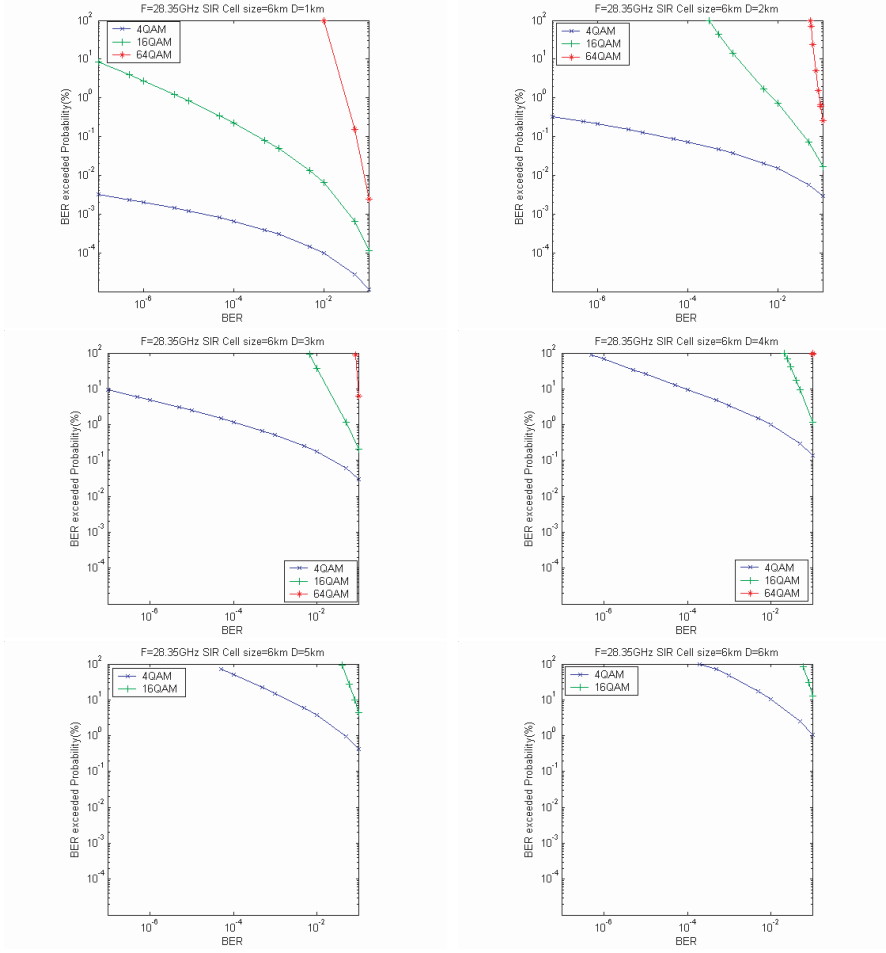 F=28.35GHz SIR Cell size=6km D=1km
4QAM
16QAM
64QAM
10^2
10^1
10^0
10^-1
10^-2
10^-3
10^-4
BER exceeded Probability(%)
10^-6
10^-4
10^-2
BER
F=28.35GHz SIR Cell size=6km D=2km
4QAM
16QAM
64QAM
10^2
10^1
10^0
10^-1
10^-2
10^-3
10^-4
BER exceeded Probability(%)
10^-6
10^-4
10^-2
BER
F=28.35GHz SIR Cell size=6km D=3km
10^2
10^1
10^0
10^-1
10^-2
10^-3
10^-4
BER exceeded Probability(%)
4QAM
16QAM
64QAM
10^-6
10^-4
10^-2
BER
F=28.35GHz SIR Cell size=6km D=4km
10^2
10^1
10^0
10^-1
10^-2
10^-3
10^-4
BER exceeded Probability(%)
4QAM
16QAM
64QAM
10^-6
10^-4
10^-2
BER
F=28.35GHz SIR Cell size=6km D=5km
4QAM
16QAM
10^2
10^1
10^0
10^-1
10^-2
10^-3
10^-4
BER exceeded Probability(%)
10^-6
10^-4
10^-2
BER
F=28.35GHz SIR Cell size=6km D=6km
4QAM
16QAM
10^2
10^1
10^0
10^-1
10^-2
10^-3
10^-4
BER exceeded Probability(%)
10^-6
10^-4
10^-2
BER